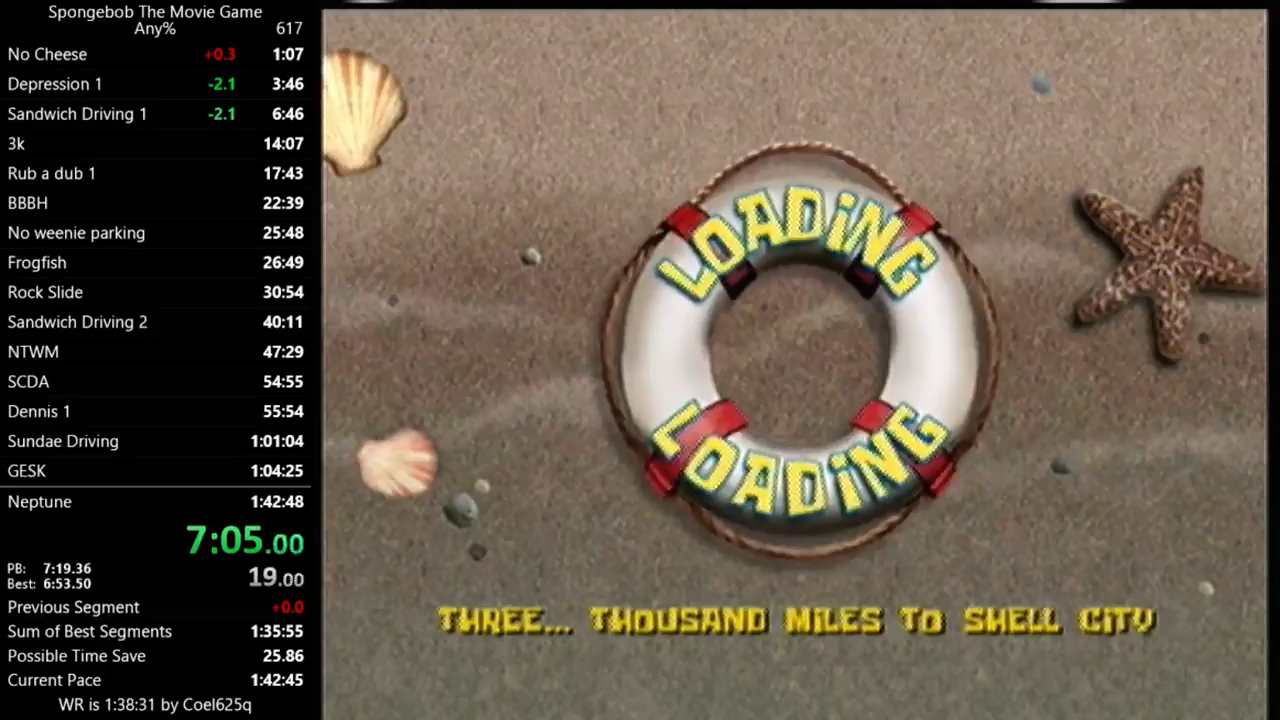 Spongebob The Movie Game
Any% 617
No Cheese +0.3 1:07
Depression 1 -2.1 3:46
Sandwich Driving 1 -2.1 6:46
3k 14:07
Rub a dub 1 17:43
BBBH 22:39
No weenie parking 25:48
Frogfish 26:49
Rock Slide 30:54
Sandwich Driving 2 40:11
NTWM 47:29
SCDA 54:55
Dennis 1 55:54
Sundae Driving 1:01:04
GESK 1:04:25
Neptune 1:42:48
7:05.00
PB: 7:19.36
Best: 6:53.50
19.00
Previous Segment +0.0
Sum of Best Segments 1:35:55
Possible Time Save 25.86
Current Pace 1:42:45
WR is 1:38:31 by Coel625q
LOADiNG
LOADiNG
THREE... THOUSAND MiLES TO SHELL CiTY